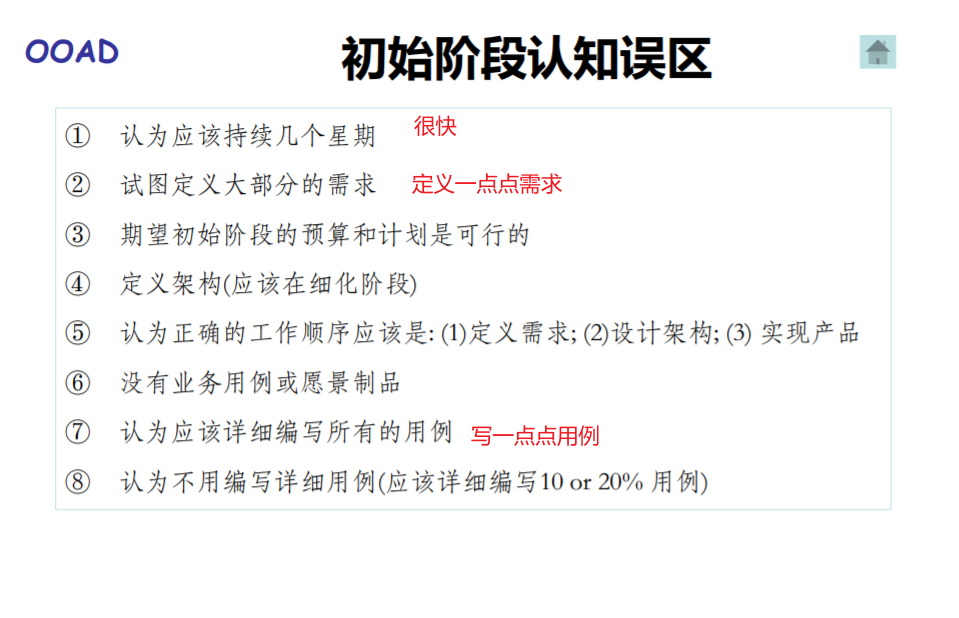 OOAD
初始阶段认知误区
① 认为应该持续几个星期 很快
② 试图定义大部分的需求 定义一点点需求
③ 期望初始阶段的预算和计划是可行的
④ 定义架构(应该在细化阶段)
⑤ 认为正确的工作顺序应该是: (1)定义需求; (2)设计架构; (3) 实现产品
⑥ 没有业务用例或愿景制品
⑦ 认为应该详细编写所有的用例 写一点点用例
⑧ 认为不用编写详细用例(应该详细编写10 or 20% 用例)